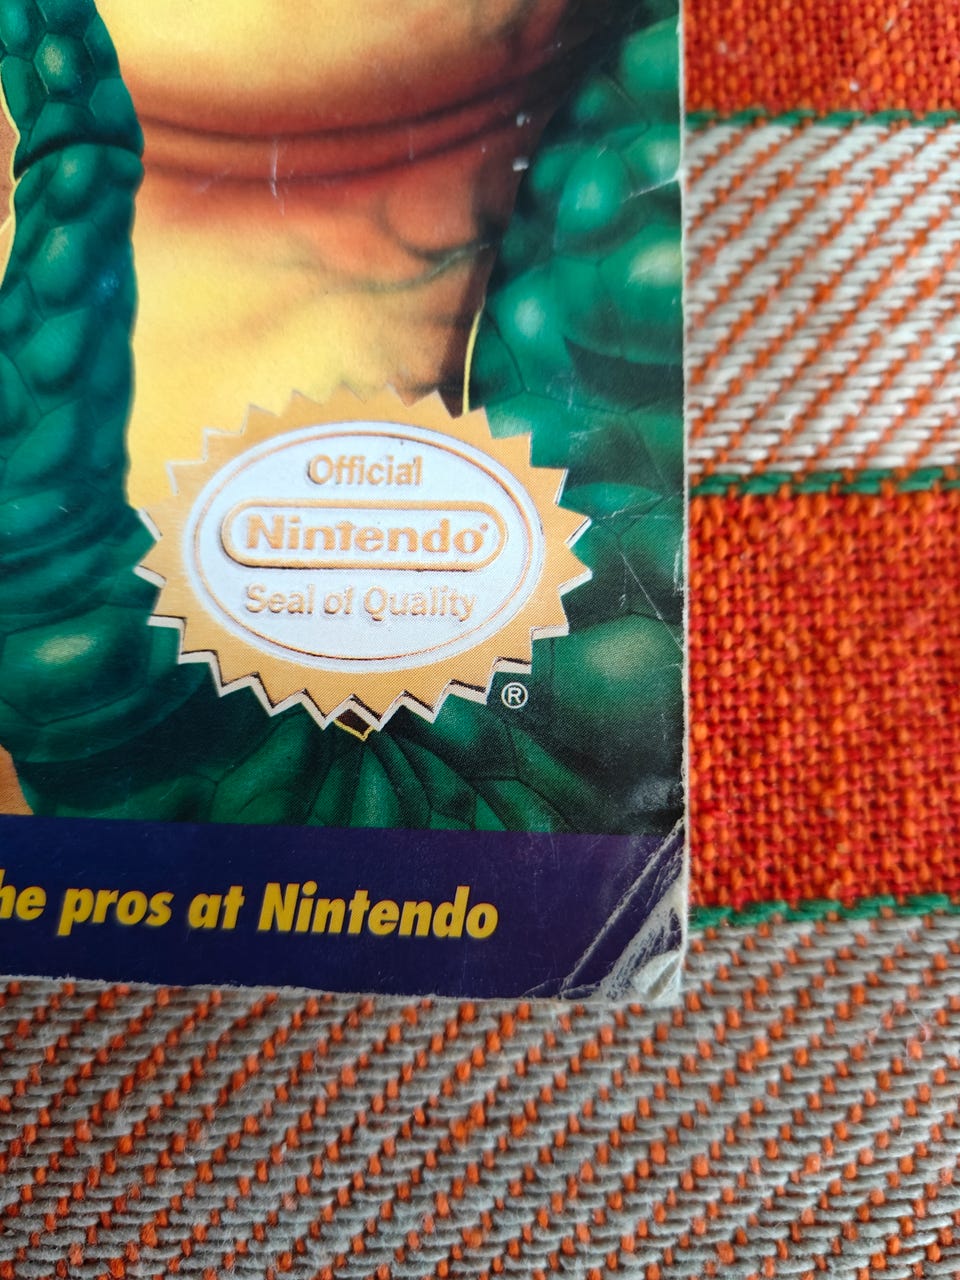 Official
Nintendo®
Seal of Quality
®
he pros at Nintendo